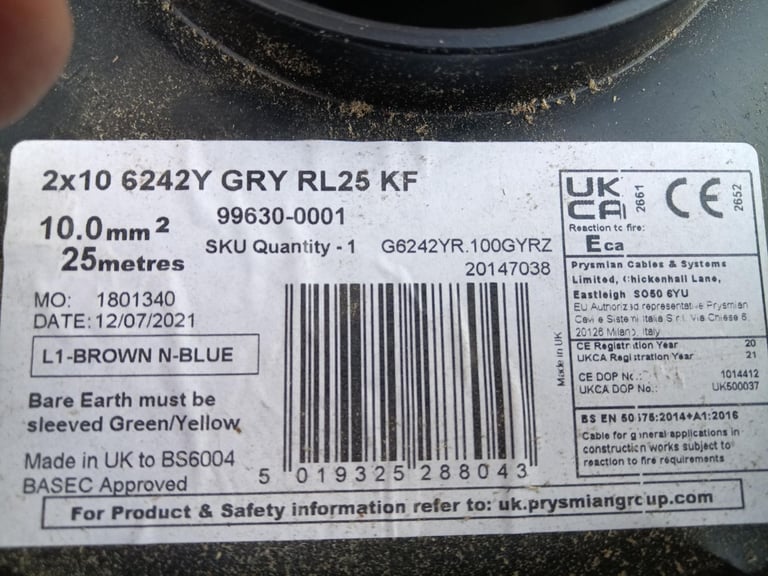 2x10 6242Y GRY RL25 KF
10.0mm²
99630-0001
25metres
SKU Quantity - 1
G6242YR.100GYRZ
20147038
MO: 1801340
DATE: 12/07/2021
L1-BROWN N-BLUE
Bare Earth must be
sleeved Green/Yellow
Made in UK to BS6004
BASEC Approved
5 019325 288043
Made in UK
UK
CA
2661
CE
2652
Reaction to fire:
Eca
Prysmian Cables & Systems
Limited, Chickenhall Lane,
Eastleigh SO50 6YU
EU Authorized representative Prysmian
Cavi e Sistemi Italia S.r.l. Via Chiese 6,
20126 Milano, Italy
CE Registration Year 20
UKCA Registration Year 21
CE DOP No.: 1014412
UKCA DOP No.: UK500037
BS EN 50575:2014+A1:2016
Cable for general applications in
construction works subject to
reaction to fire requirements
For Product & Safety information refer to: uk.prysmiangroup.com